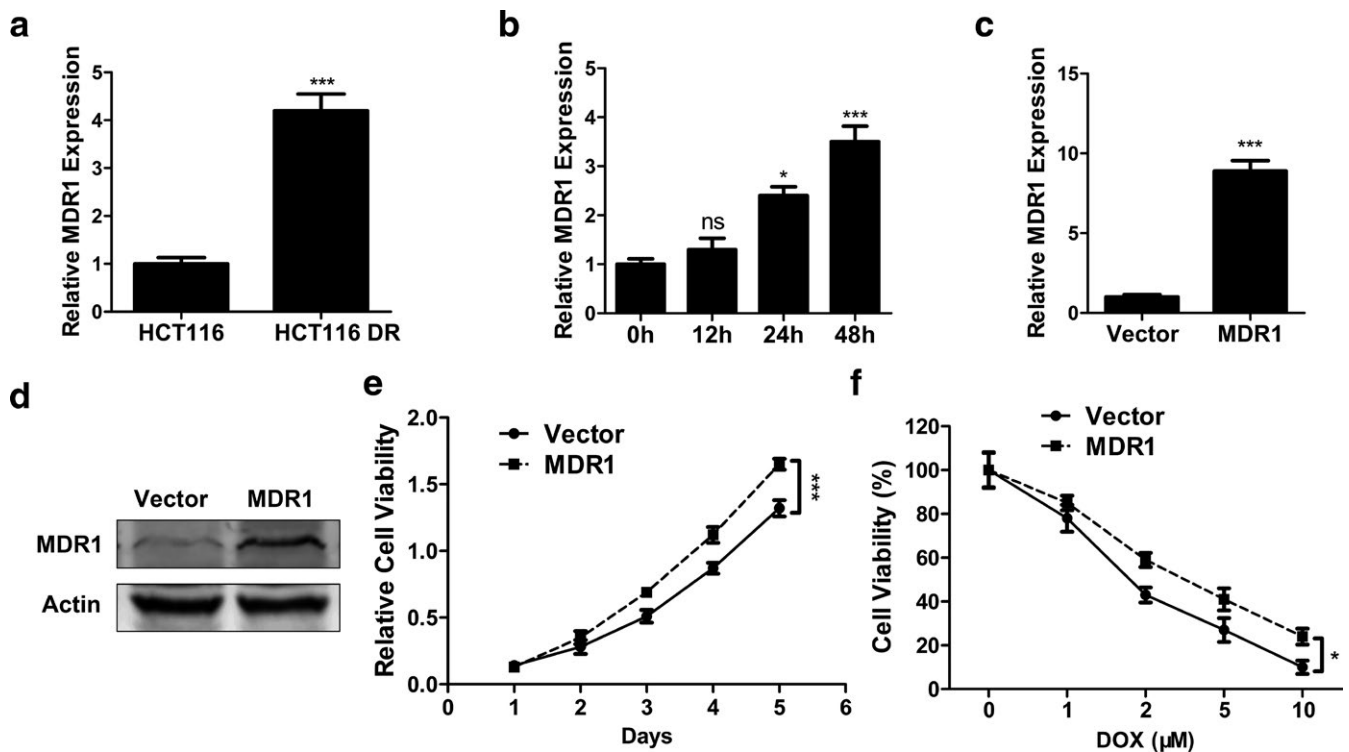 a
Relative MDR1 Expression
5
4
3
2
1
0
***
HCT116
HCT116 DR
b
Relative MDR1 Expression
5
4
3
2
1
0
ns
*
***
0h
12h
24h
48h
c
Relative MDR1 Expression
15
10
5
0
***
Vector
MDR1
d
Vector
MDR1
MDR1
Actin
e
Relative Cell Viability
2.0
1.5
1.0
0.5
0.0
Vector
MDR1
***
0
1
2
3
4
5
6
Days
f
Cell Viability (%)
120
100
80
60
40
20
0
Vector
MDR1
*
0
1
2
5
10
DOX (µM)